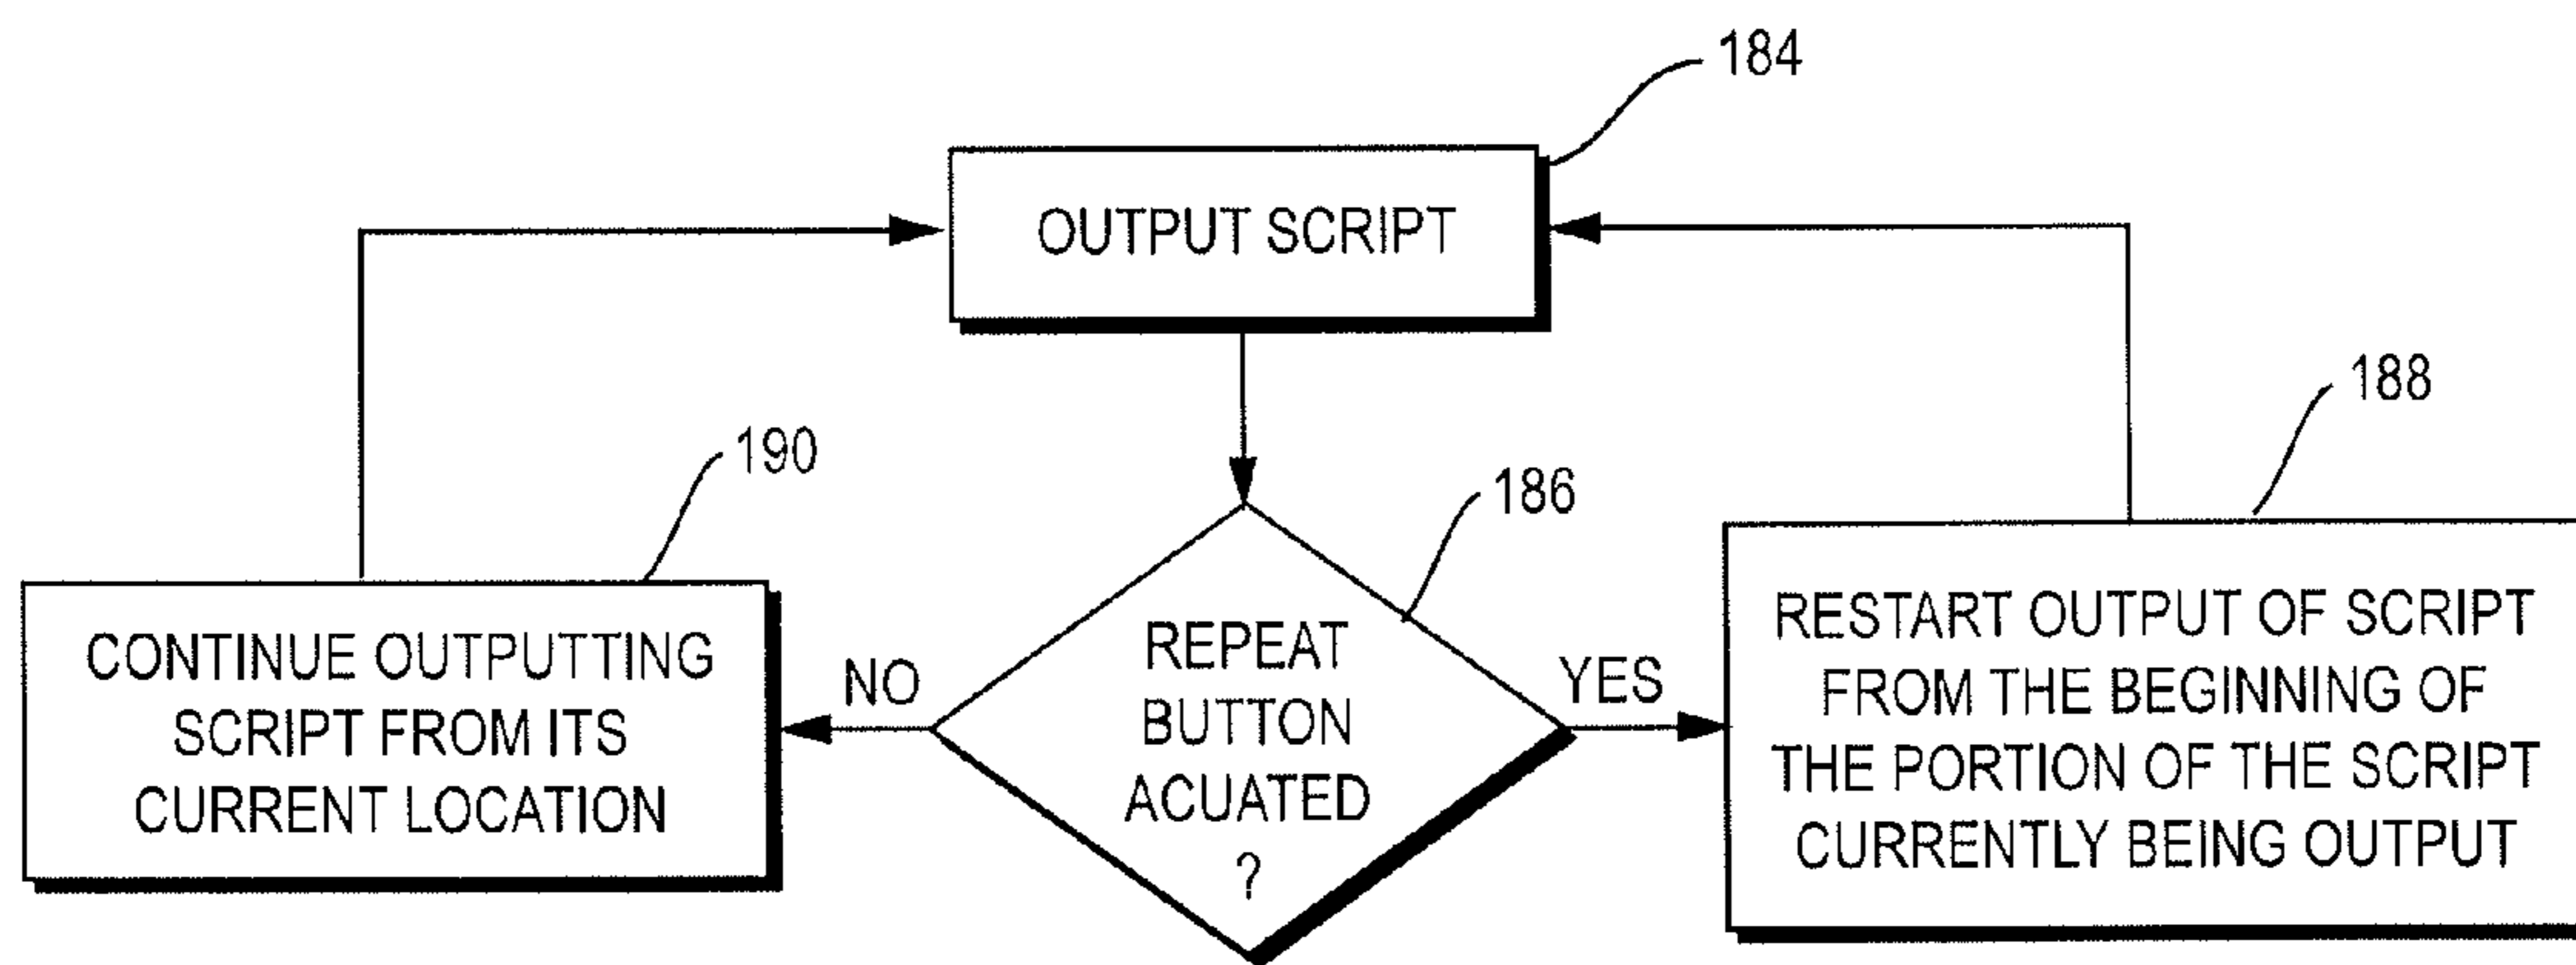 184
OUTPUT SCRIPT
188
190
186
CONTINUE OUTPUTTING
SCRIPT FROM ITS
CURRENT LOCATION
NO
REPEAT
BUTTON
ACUATED
?
YES
RESTART OUTPUT OF SCRIPT
FROM THE BEGINNING OF
THE PORTION OF THE SCRIPT
CURRENTLY BEING OUTPUT